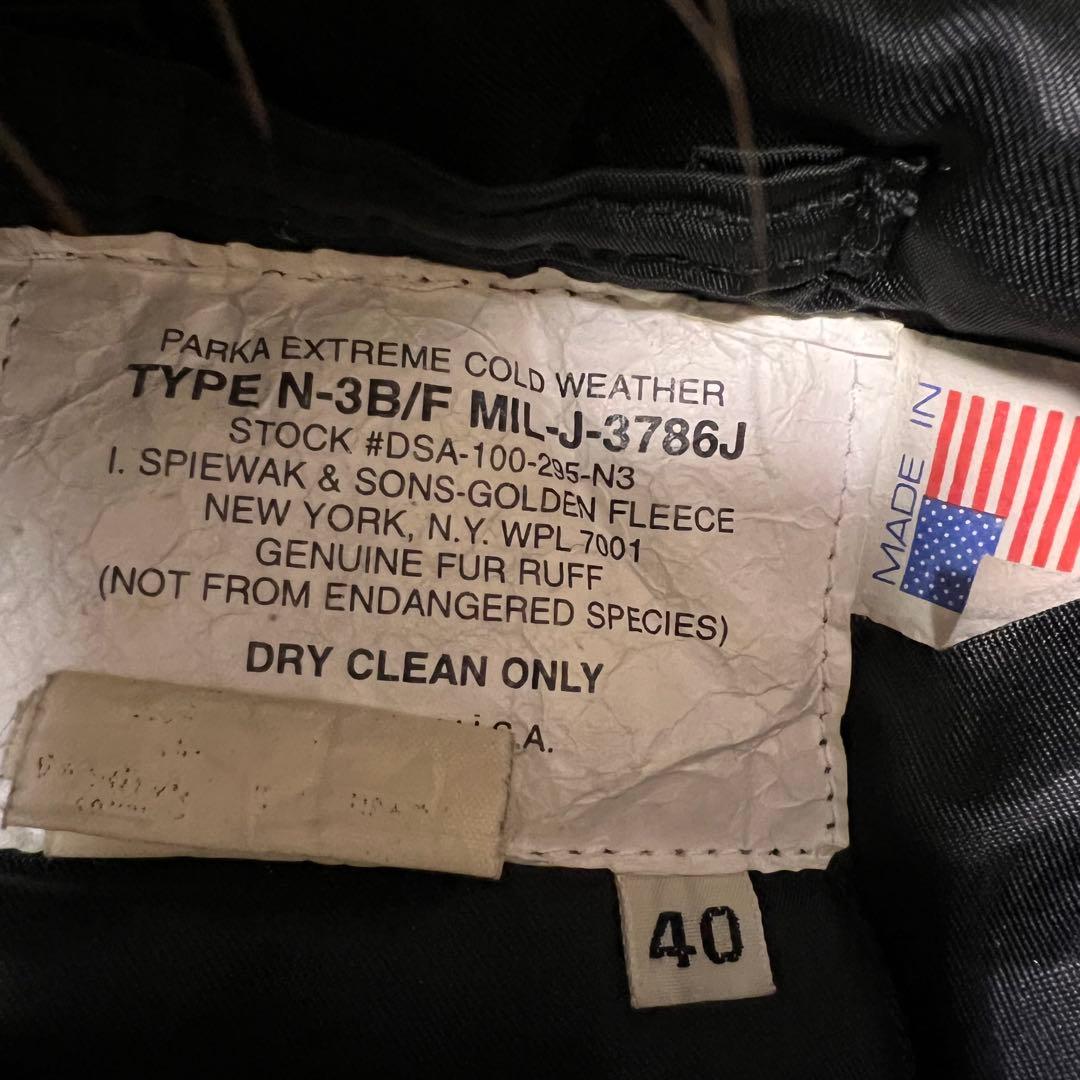 PARKA EXTREME COLD WEATHER
TYPE N-3B/F MIL-J-3786J
STOCK #DSA-100-295-N3
I. SPIEWAK & SONS-GOLDEN FLEECE
NEW YORK, N.Y. WPL 7001
GENUINE FUR RUFF
(NOT FROM ENDANGERED SPECIES)
DRY CLEAN ONLY
MADE IN
40